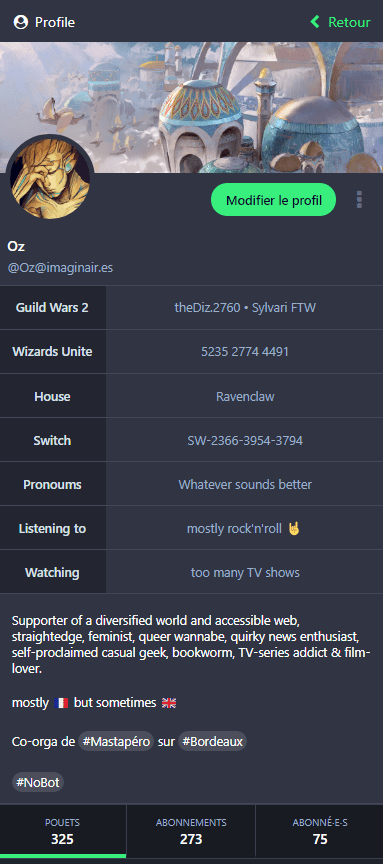 Profile
Retour
Modifier le profil
Oz
@Oz@imaginair.es
Guild Wars 2 theDiz.2760 • Sylvari FTW
Wizards Unite 5235 2774 4491
House Ravenclaw
Switch SW-2366-3954-3794
Pronoums Whatever sounds better
Listening to mostly rock'n'roll 🤘
Watching too many TV shows
Supporter of a diversified world and accessible web,
straightedge, feminist, queer wannabe, quirky news enthusiast,
self-proclaimed casual geek, bookworm, TV-series addict & film-
lover.
mostly 🇫🇷 but sometimes 🇬🇧
Co-orga de #Mastapéro sur #Bordeaux
#NoBot
POUETS ABONNEMENTS ABONNÉ·E·S
325 273 75